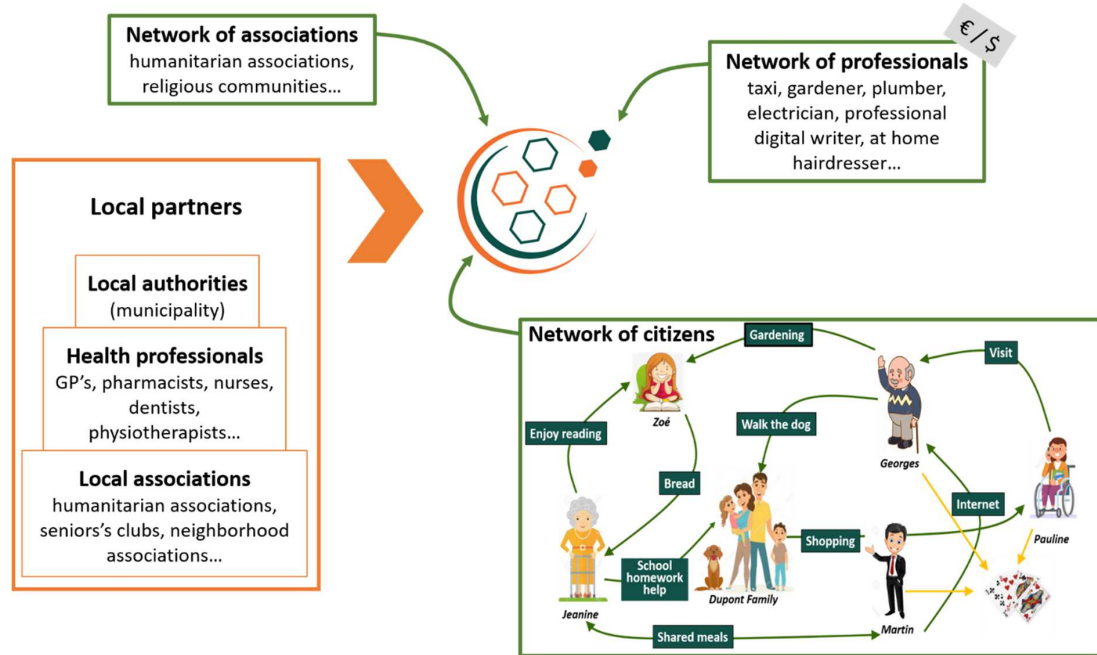 Network of associations
humanitarian associations,
religious communities…
€ / $
Network of professionals
taxi, gardener, plumber,
electrician, professional
digital writer, at home
hairdresser…
Local partners
Local authorities
(municipality)
Health professionals
GP's, pharmacists, nurses,
dentists,
physiotherapists…
Local associations
humanitarian associations,
seniors's clubs, neighborhood
associations…
Network of citizens
Gardening
Visit
Zoé
Enjoy reading
Walk the dog
Georges
Bread
Internet
Shopping
Pauline
School
homework
help
Jeanine
Dupont Family
Martin
Shared meals